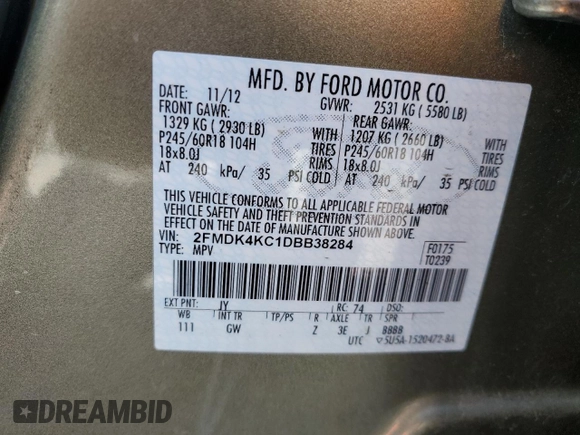 MFD. BY FORD MOTOR CO.
DATE: 11/12 GVWR: 2531 KG ( 5580 LB)
FRONT GAWR: REAR GAWR:
1329 KG ( 2930 LB) WITH 1207 KG ( 2660 LB) WITH
P245/60R18 104H TIRES P245/60R18 104H TIRES
18x8.0J RIMS 18x8.0J RIMS
AT 240 kPa/ 35 PSI COLD AT 240 kPa/ 35 PSI COLD
THIS VEHICLE CONFORMS TO ALL APPLICABLE FEDERAL MOTOR
VEHICLE SAFETY AND THEFT PREVENTION STANDARDS IN
EFFECT ON THE DATE OF MANUFACTURE SHOWN ABOVE.
VIN: 2FMDK4KC1DBB38284 F0175
TYPE: MPV T0239
EXT PNT: JY RC: 74 DSO:
WB INT TR TP/PS R AXLE TR SPR
111 GW Z 3E J 8888
UTC ▽5U5A-1520472-BA
DREAMBID